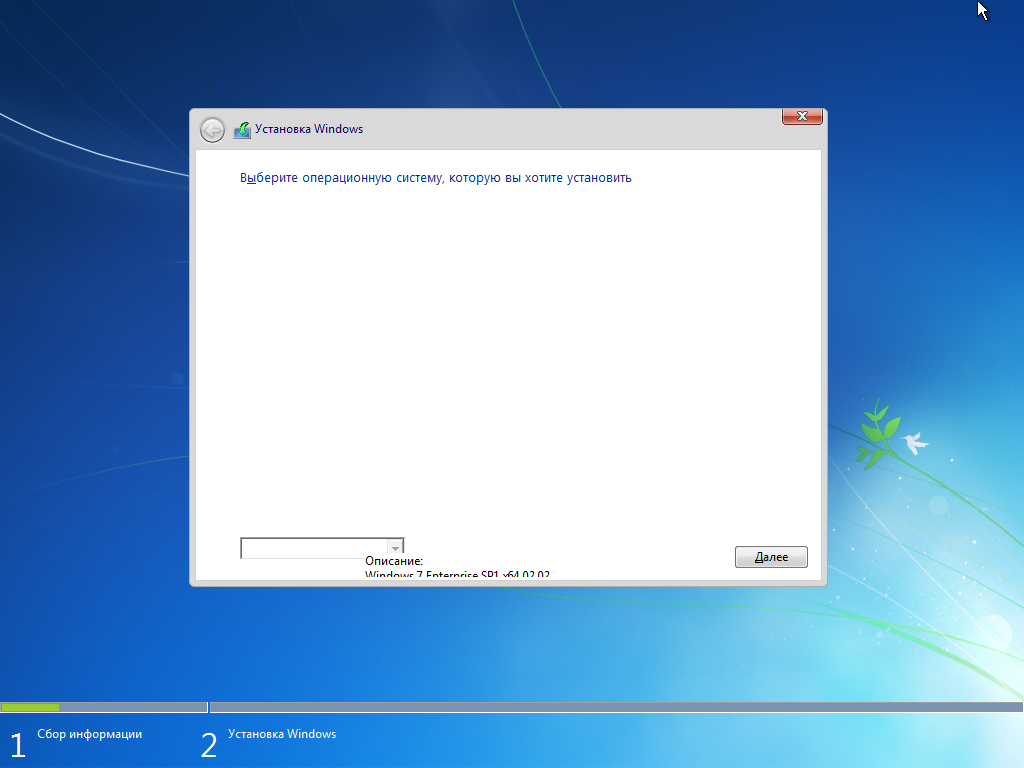 Установка Windows
Выберите операционную систему, которую вы хотите установить
Описание:
Windows 7 Enterprise SP1 x64 02.02
Далее
1 Сбор информации
2 Установка Windows